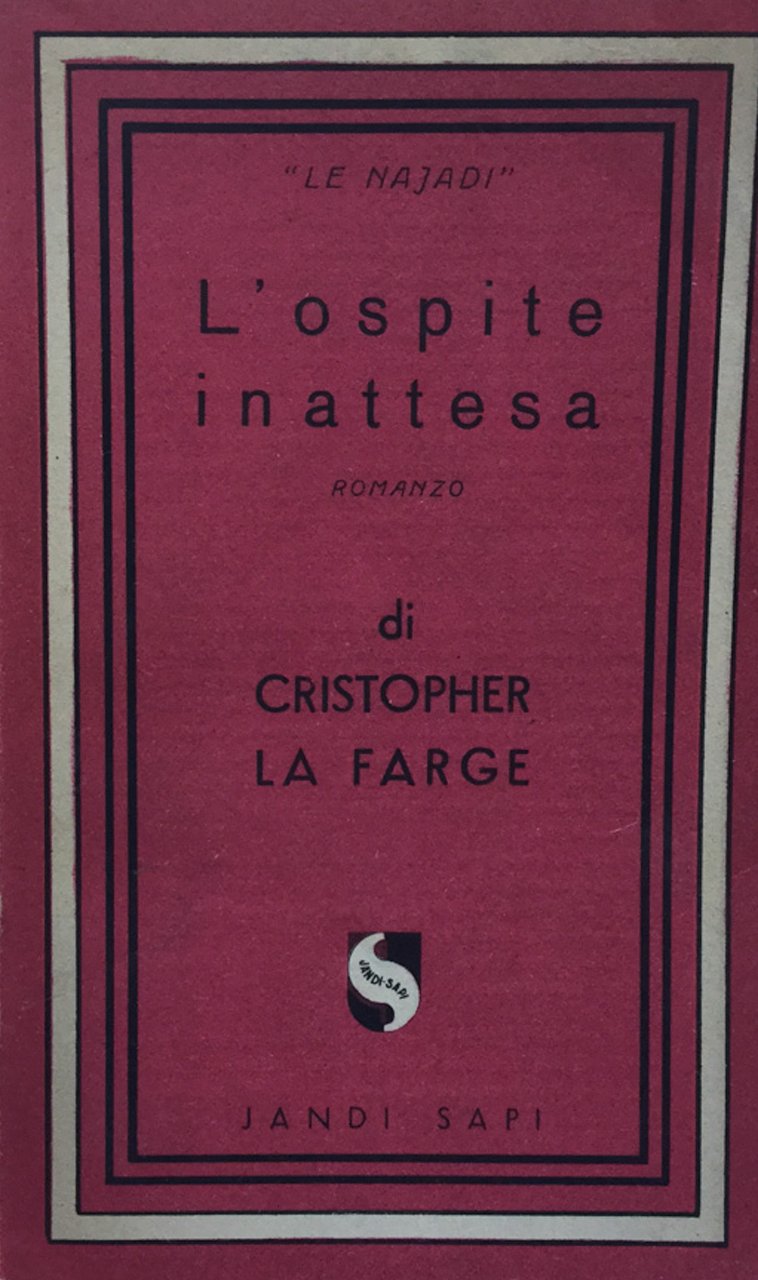 "LE NAJADI"
L'ospite
inattesa
ROMANZO
di
CRISTOPHER
LA FARGE
JANDI-SAPI
JANDI SAPI